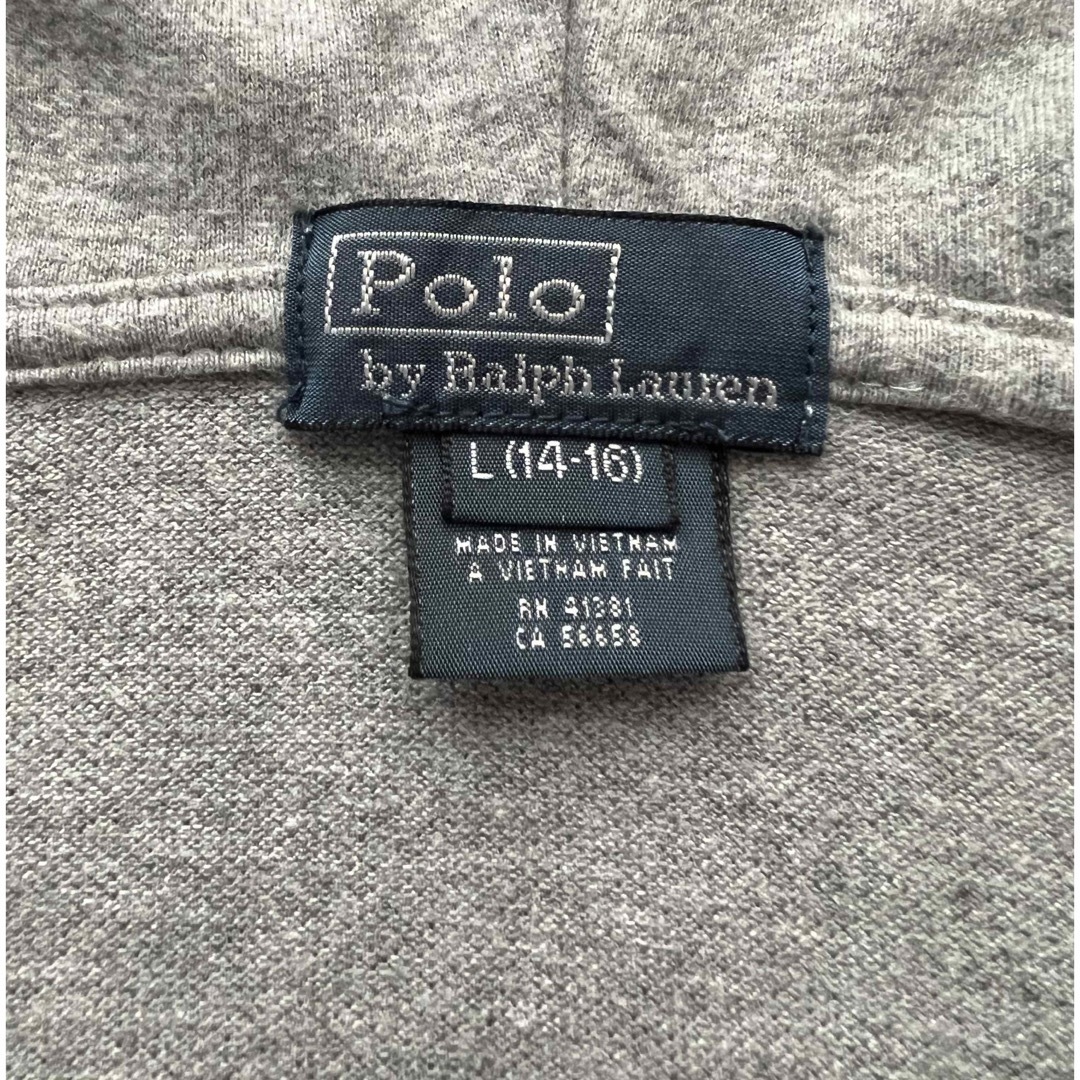 Polo
by Ralph Lauren
L (14-16)
MADE IN VIETNAM
A VIETNAM FAIT
RN 41381
CA 56658